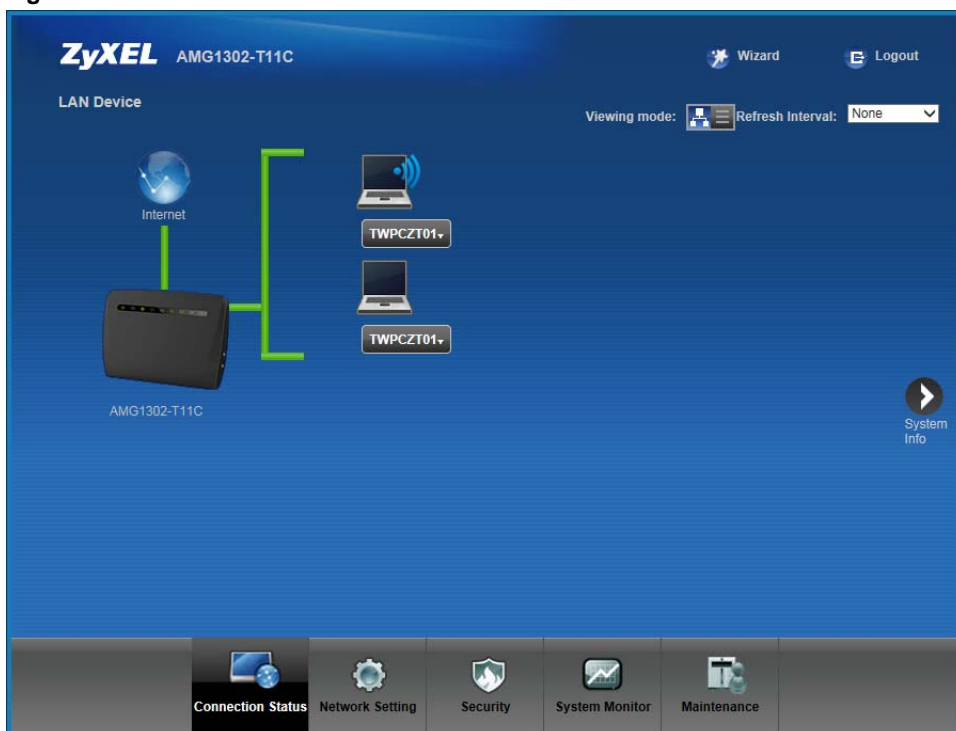 ZyXEL AMG1302-T11C
Wizard
Logout
LAN Device
Viewing mode:
Refresh Interval:
None
Internet
TWPCZT01
TWPCZT01
AMG1302-T11C
System
Info
Connection Status
Network Setting
Security
System Monitor
Maintenance